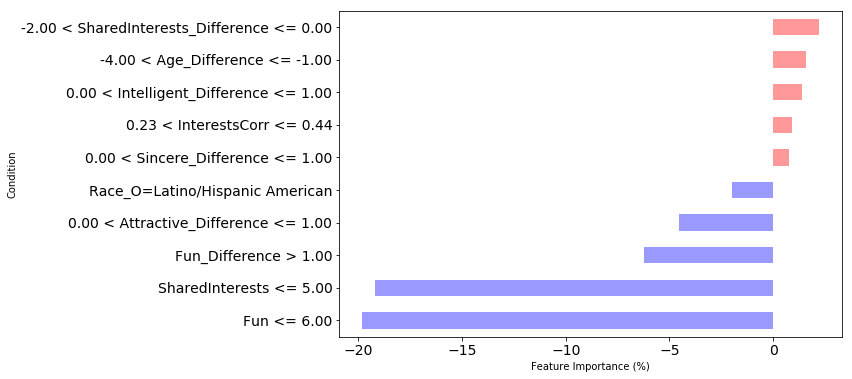 -2.00 < SharedInterests_Difference <= 0.00
-4.00 < Age_Difference <= -1.00
0.00 < Intelligent_Difference <= 1.00
0.23 < InterestsCorr <= 0.44
0.00 < Sincere_Difference <= 1.00
Race_O=Latino/Hispanic American
0.00 < Attractive_Difference <= 1.00
Fun_Difference > 1.00
SharedInterests <= 5.00
Fun <= 6.00
Condition
−20 −15 −10 −5 0
Feature Importance (%)